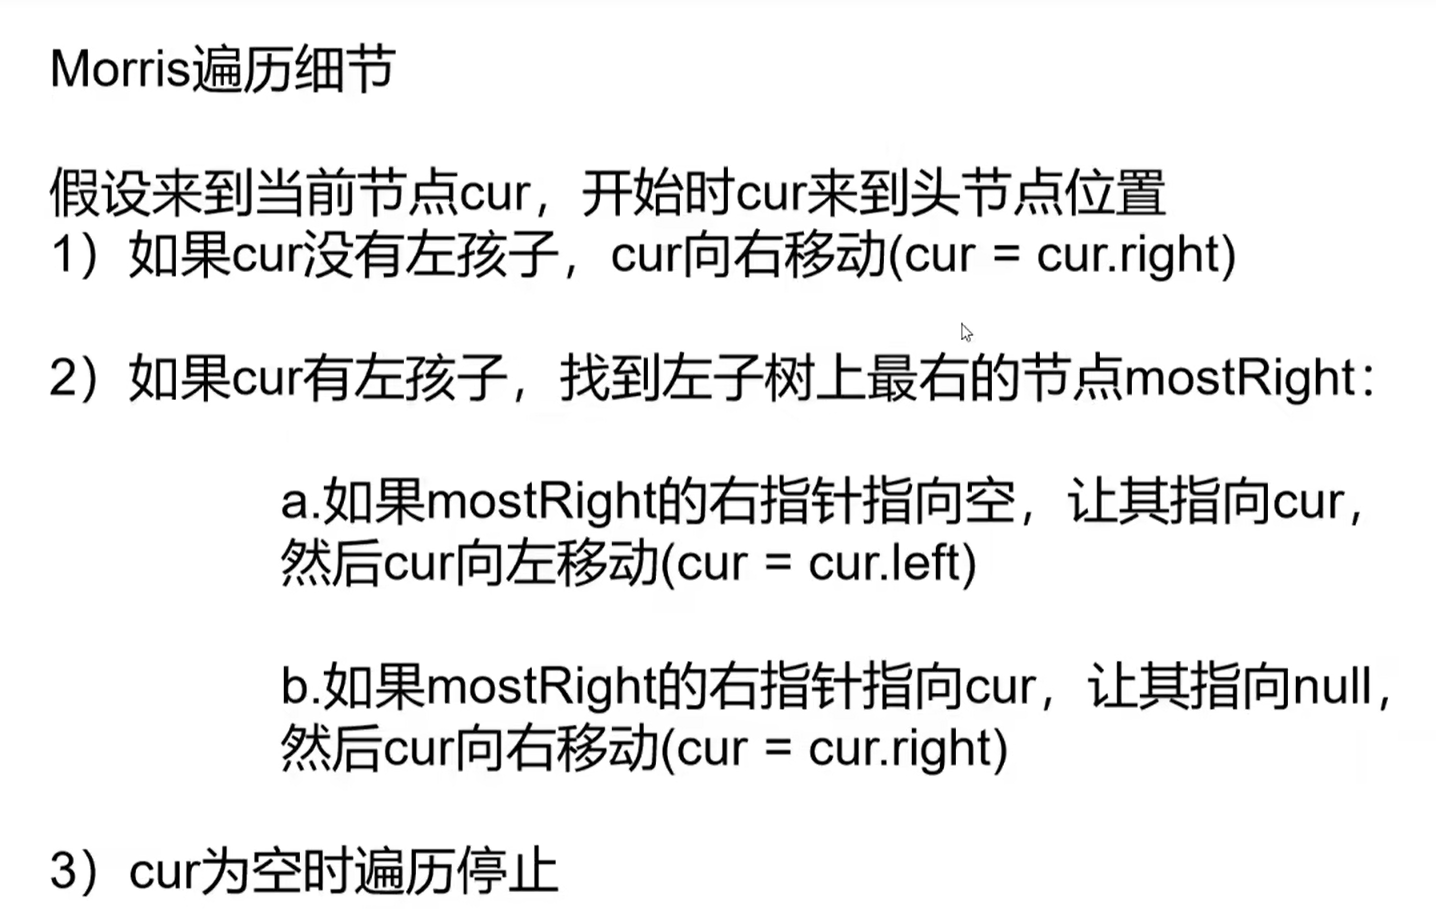 Morris遍历细节
假设来到当前节点cur，开始时cur来到头节点位置
1）如果cur没有左孩子，cur向右移动(cur = cur.right)
2）如果cur有左孩子，找到左子树上最右的节点mostRight：
a.如果mostRight的右指针指向空，让其指向cur，
然后cur向左移动(cur = cur.left)
b.如果mostRight的右指针指向cur，让其指向null，
然后cur向右移动(cur = cur.right)
3）cur为空时遍历停止